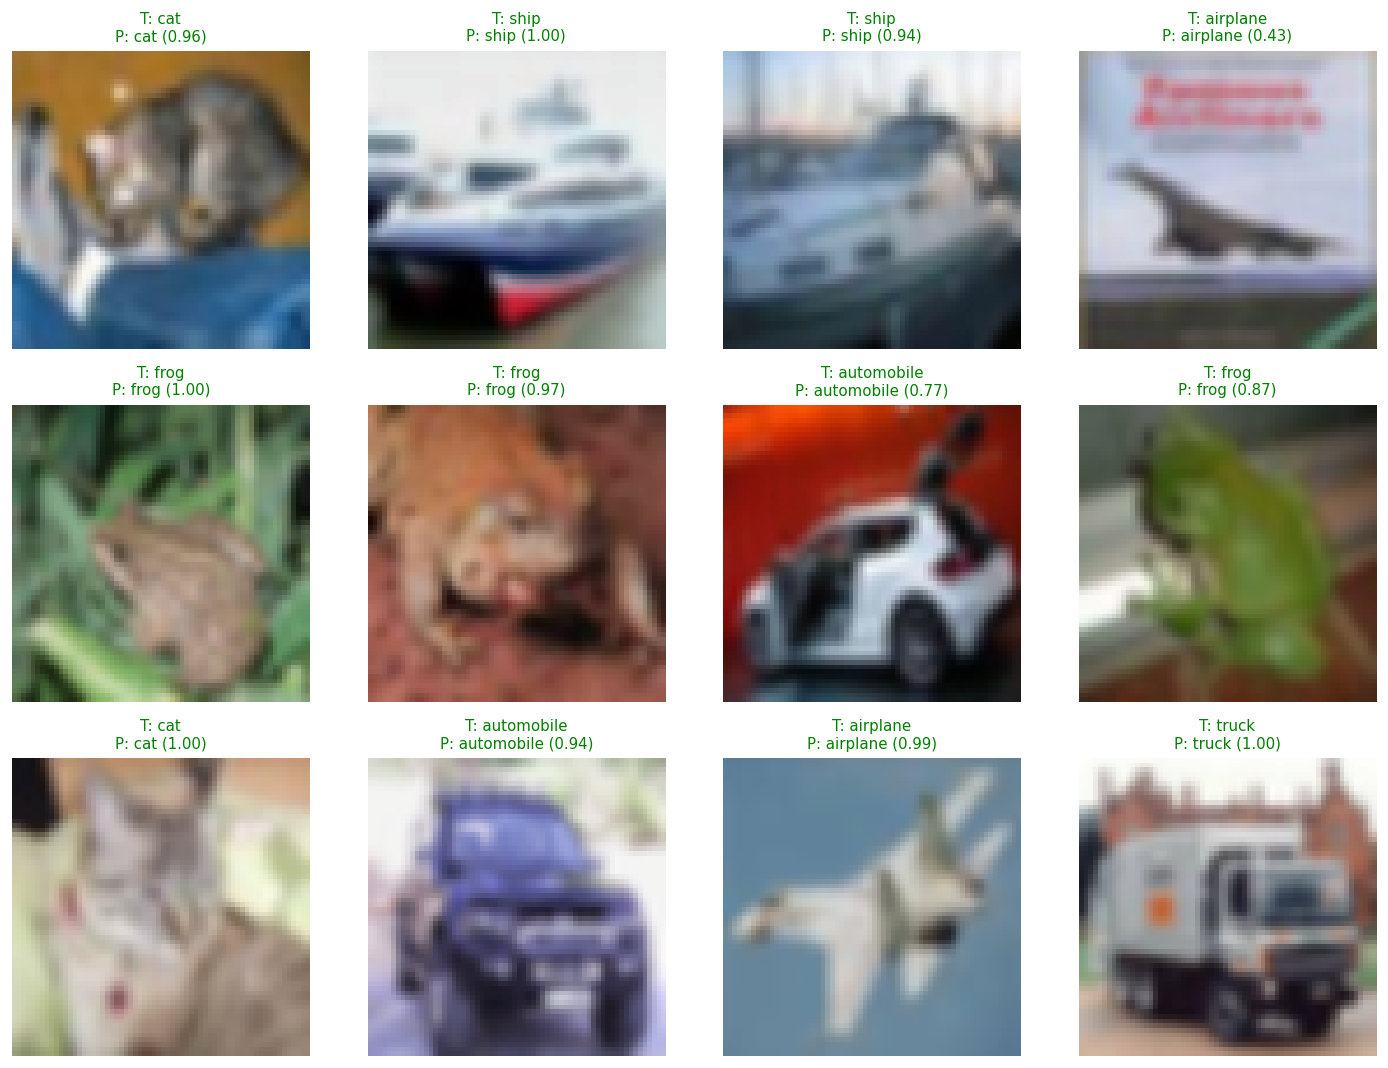 T: cat
P: cat (0.96)
T: ship
P: ship (1.00)
T: ship
P: ship (0.94)
T: airplane
P: airplane (0.43)
T: frog
P: frog (1.00)
T: frog
P: frog (0.97)
T: automobile
P: automobile (0.77)
T: frog
P: frog (0.87)
T: cat
P: cat (1.00)
T: automobile
P: automobile (0.94)
T: airplane
P: airplane (0.99)
T: truck
P: truck (1.00)